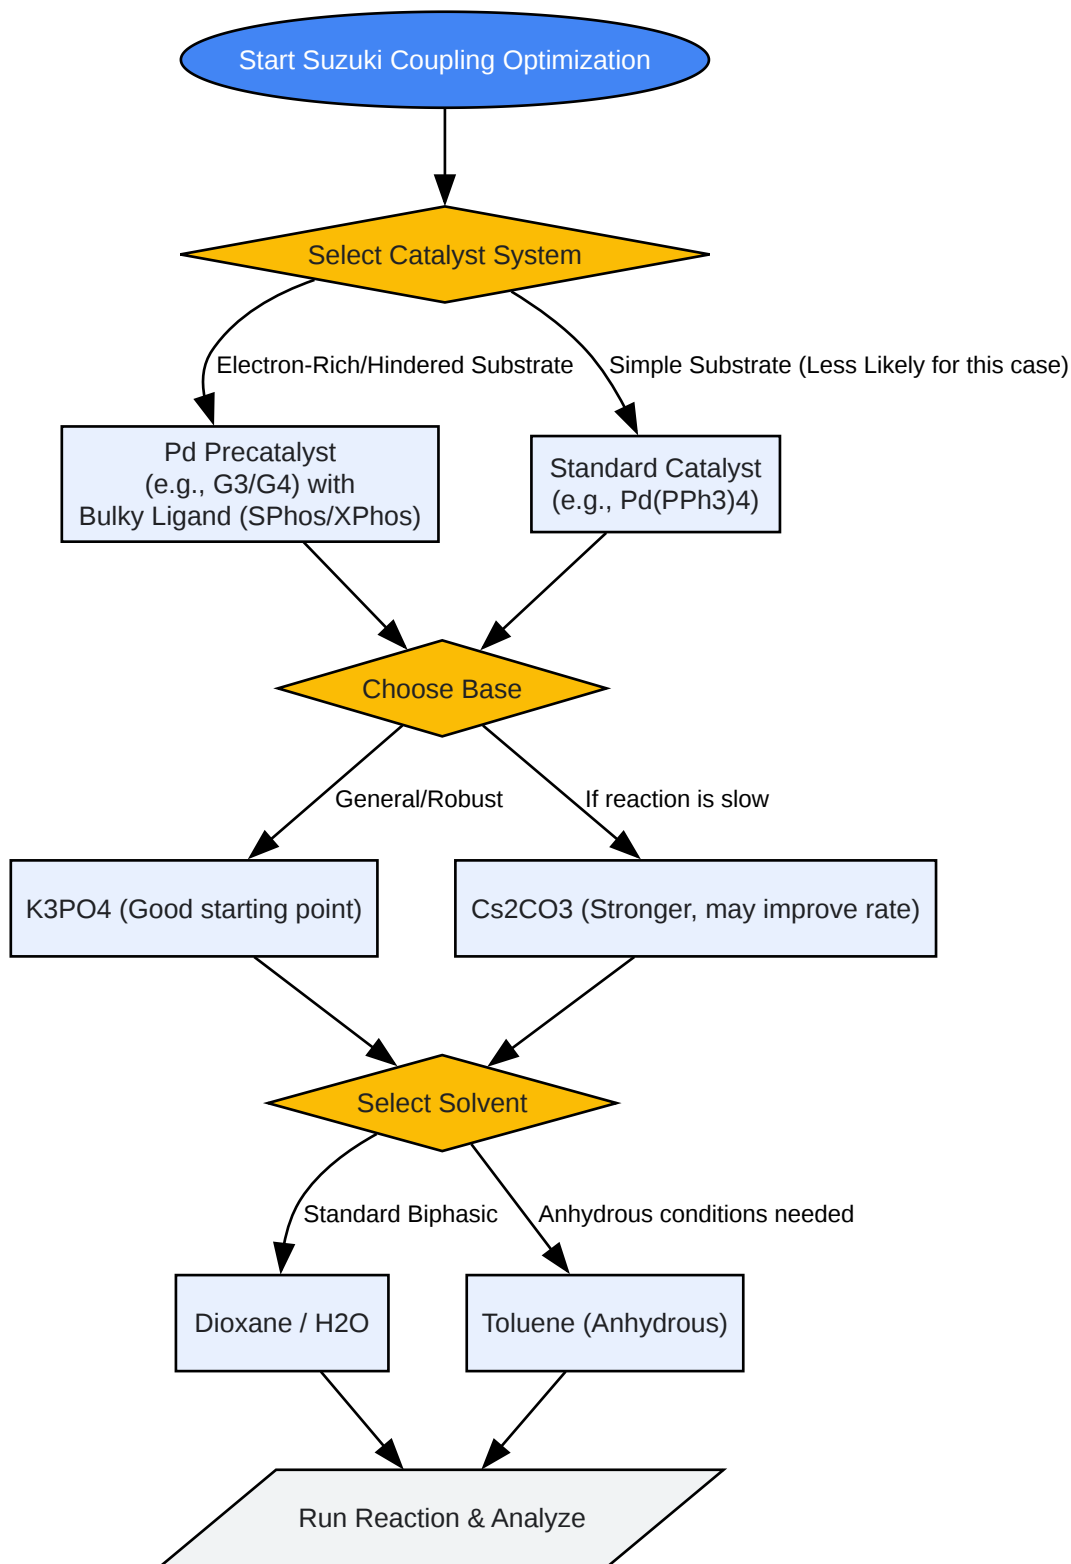 Start Suzuki Coupling Optimization
Select Catalyst System
Electron-Rich/Hindered Substrate
Simple Substrate (Less Likely for this case)
Pd Precatalyst
(e.g., G3/G4) with
Bulky Ligand (SPhos/XPhos)
Standard Catalyst
(e.g., Pd(PPh3)4)
Choose Base
General/Robust
If reaction is slow
K3PO4 (Good starting point)
Cs2CO3 (Stronger, may improve rate)
Select Solvent
Standard Biphasic
Anhydrous conditions needed
Dioxane / H2O
Toluene (Anhydrous)
Run Reaction & Analyze